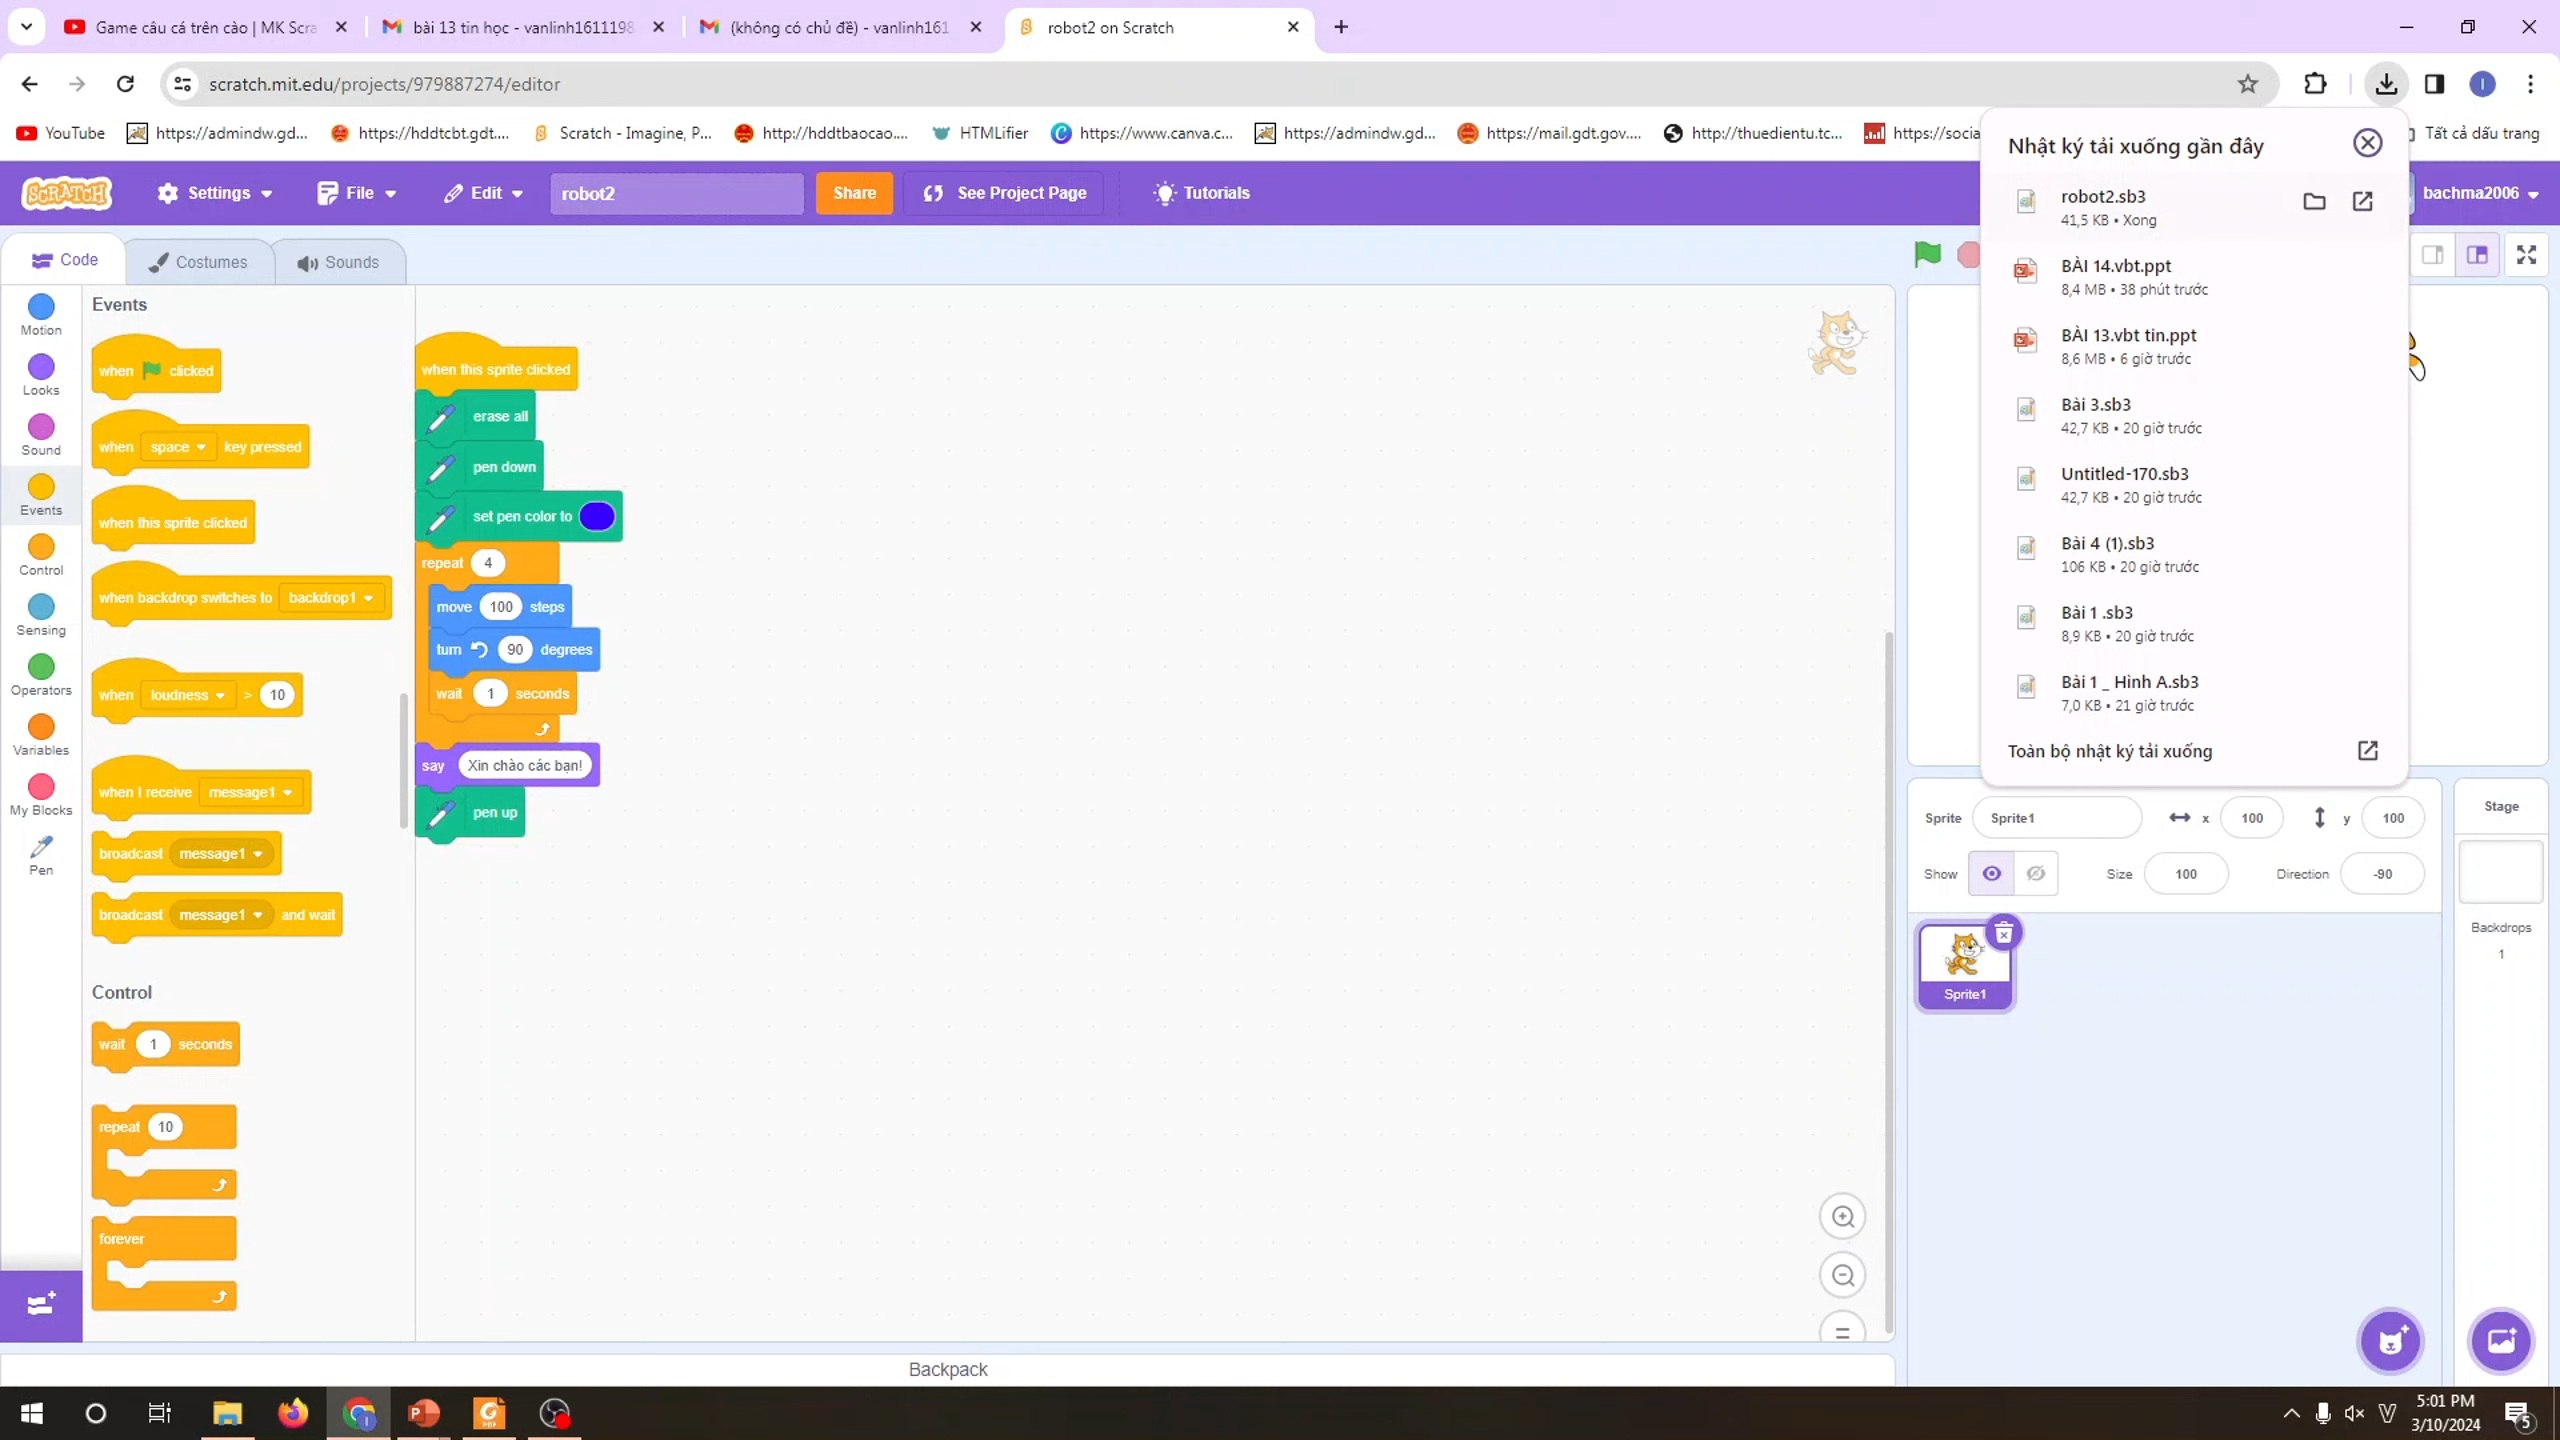 Game câu cá trên cào | MK Scra
bài 13 tin học - vanlinh1611198
(không có chủ đề) - vanlinh161
robot2 on Scratch
scratch.mit.edu/projects/979887274/editor
YouTube
https://admindw.gd...
https://hddtcbt.gdt....
Scratch - Imagine, P...
http://hddtbaocao....
HTMLifier
https://www.canva.c...
https://admindw.gd...
https://mail.gdt.gov....
http://thuedientu.tc...
https://socia
Tất cả dấu trang
SCRATCH
Settings
File
Edit
robot2
Share
See Project Page
Tutorials
bachma2006
Nhật ký tải xuống gần đây
robot2.sb3
41,5 KB • Xong
BÀI 14.vbt.ppt
8,4 MB • 38 phút trước
BÀI 13.vbt tin.ppt
8,6 MB • 6 giờ trước
Bài 3.sb3
42,7 KB • 20 giờ trước
Untitled-170.sb3
42,7 KB • 20 giờ trước
Bài 4 (1).sb3
106 KB • 20 giờ trước
Bài 1 .sb3
8,9 KB • 20 giờ trước
Bài 1 _ Hình A.sb3
7,0 KB • 21 giờ trước
Toàn bộ nhật ký tải xuống
Code
Costumes
Sounds
Motion
Looks
Sound
Events
Control
Sensing
Operators
Variables
My Blocks
Pen
Events
when clicked
when space key pressed
when this sprite clicked
when backdrop switches to backdrop1
when loudness > 10
when I receive message1
broadcast message1
broadcast message1 and wait
Control
wait 1 seconds
repeat 10
forever
when this sprite clicked
erase all
pen down
set pen color to
repeat 4
move 100 steps
turn 90 degrees
wait 1 seconds
say Xin chào các bạn!
pen up
Sprite Sprite1 x 100 y 100
Show Size 100 Direction -90
Sprite1
Stage
Backdrops
1
Backpack
PDF
5:01 PM
3/10/2024
5